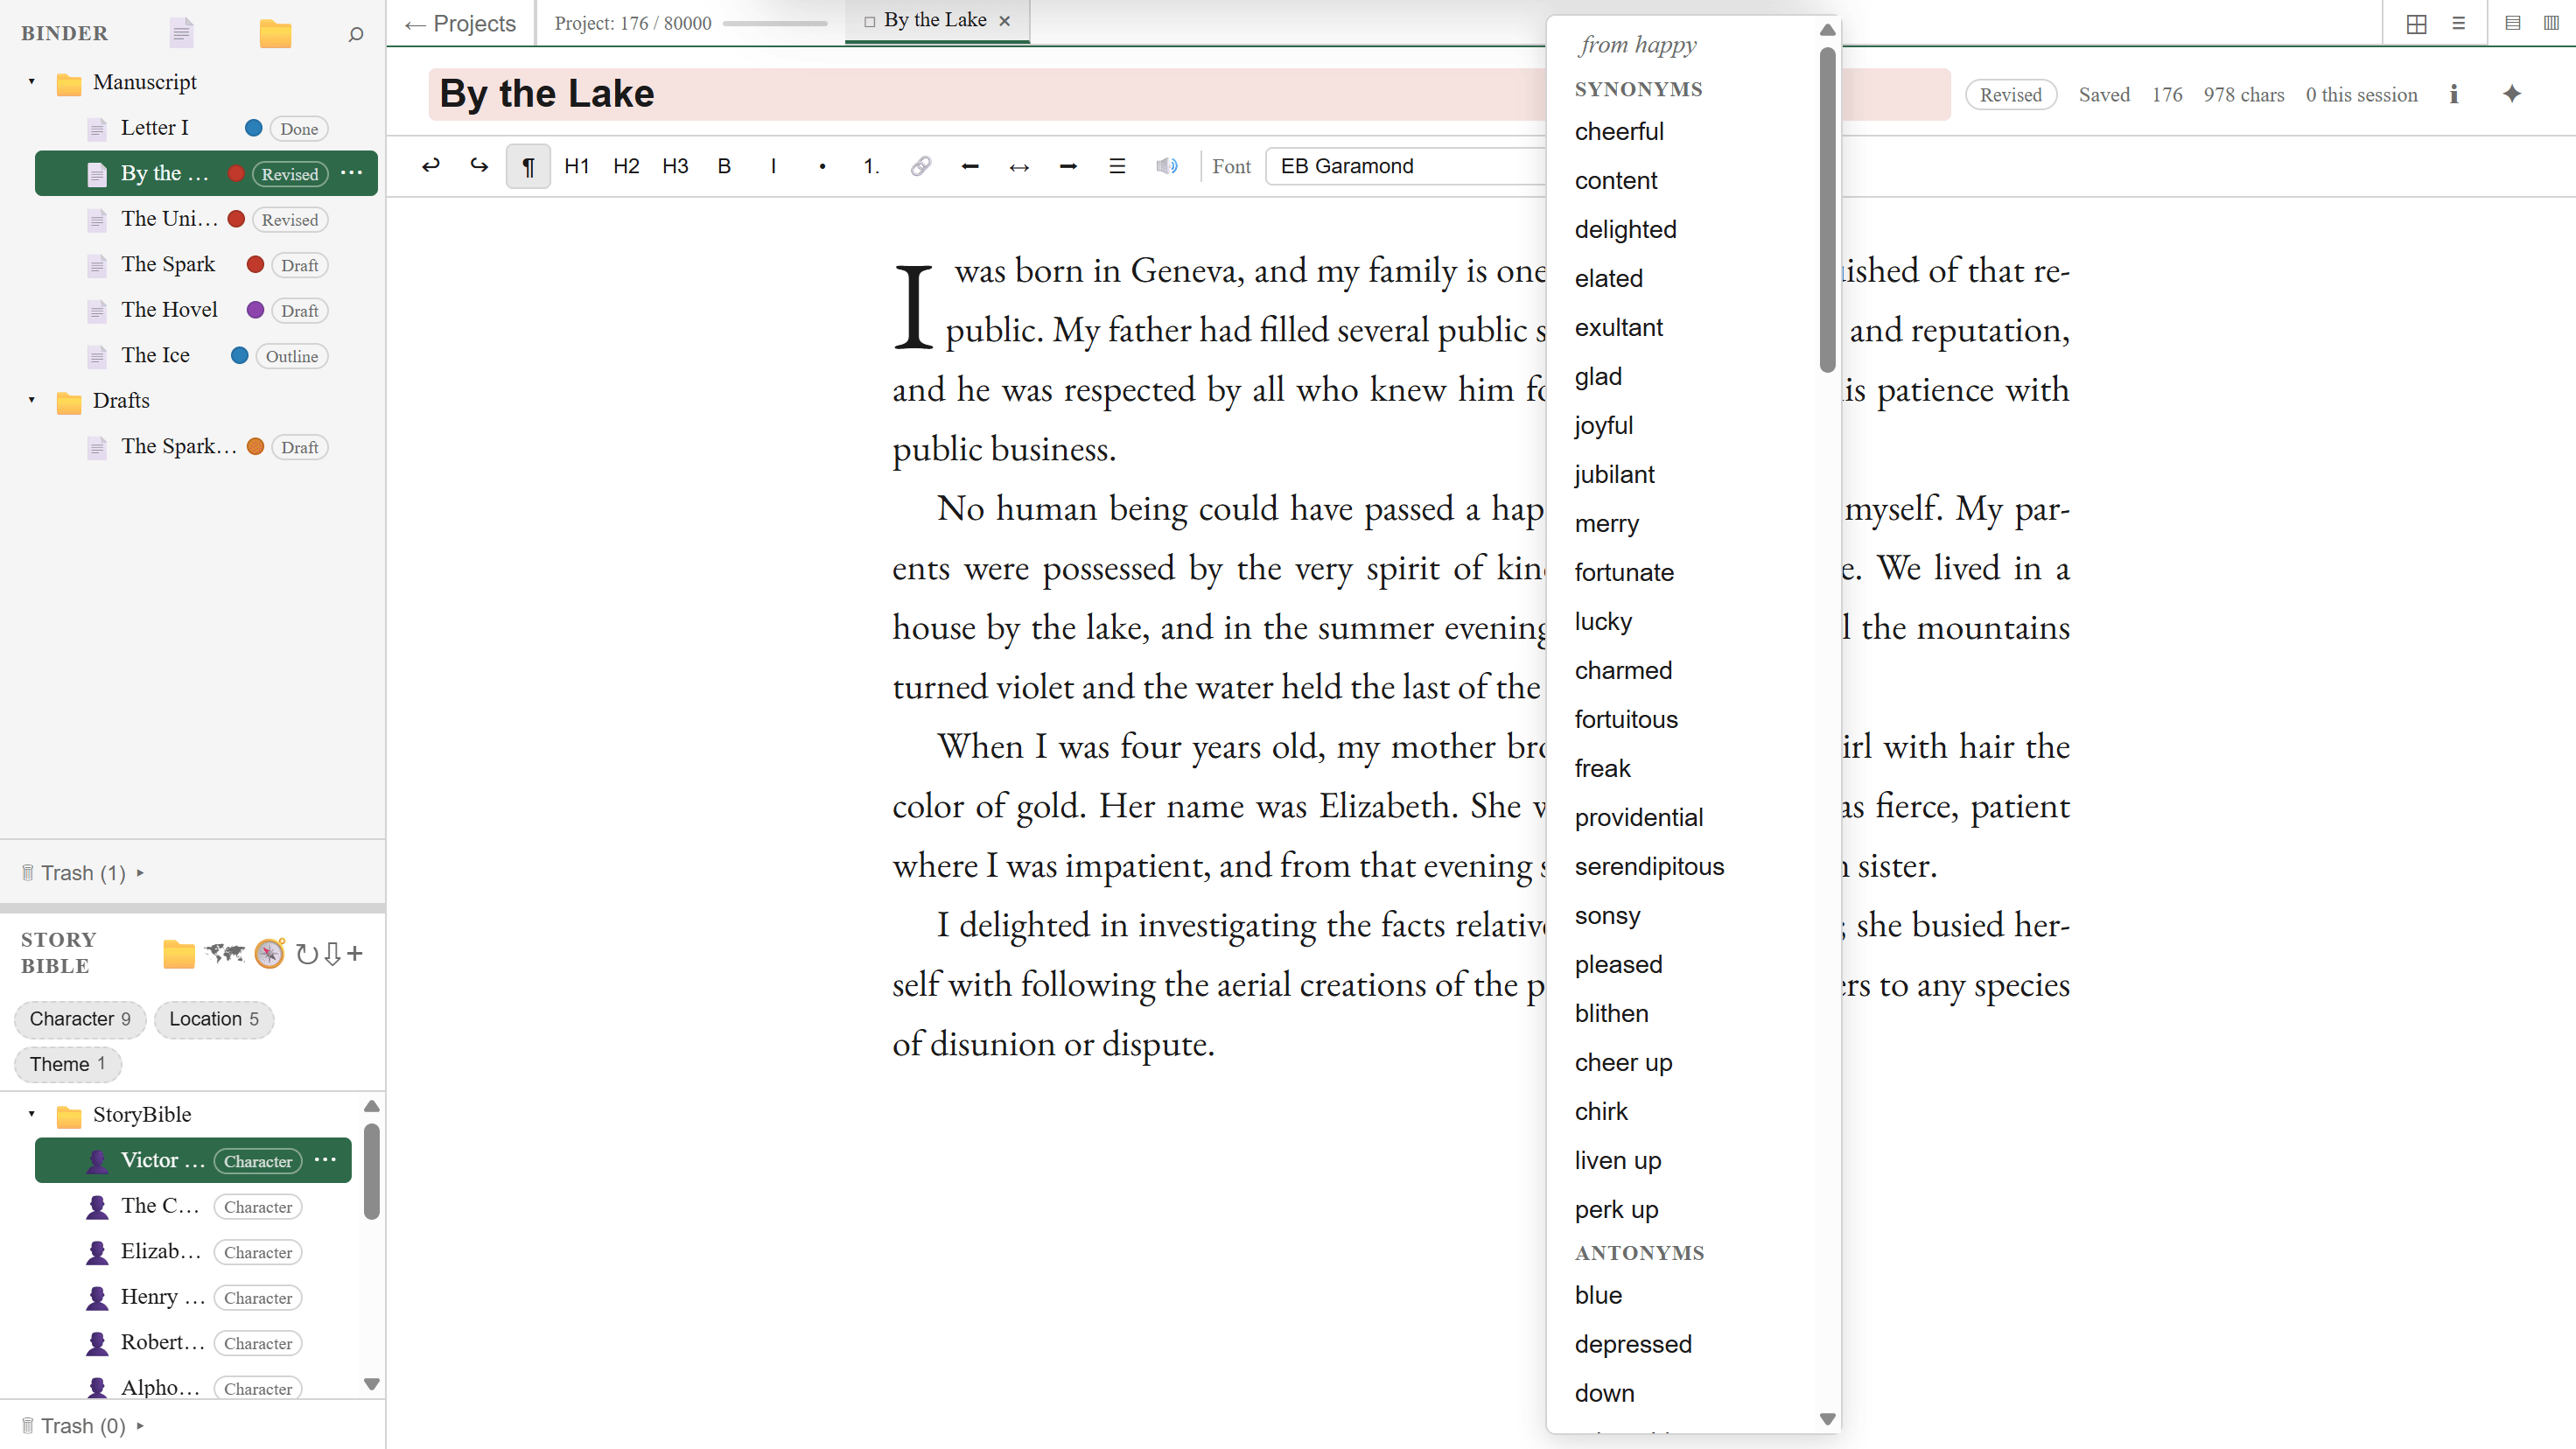 BINDER
Manuscript
Letter I Done
By the ... Revised
The Uni... Revised
The Spark Draft
The Hovel Draft
The Ice Outline
Drafts
The Spark... Draft
Trash (1)
STORY
BIBLE
Character 9
Location 5
Theme 1
StoryBible
Victor ... Character
The C... Character
Elizab... Character
Henry ... Character
Robert... Character
Alpho... Character
Trash (0)
← Projects
Project: 176 / 80000
By the Lake ×
By the Lake
Revised Saved 176 978 chars 0 this session
¶ H1 H2 H3 B I • 1. Font EB Garamond
I was born in Geneva, and my family is one
ished of that re-
public. My father had filled several public
and reputation,
and he was respected by all who knew him
is patience with
public business.
No human being could have passed a hap
myself. My par-
ents were possessed by the very spirit of kin
e. We lived in a
house by the lake, and in the summer evening
the mountains
turned violet and the water held the last of the
When I was four years old, my mother bro
irl with hair the
color of gold. Her name was Elizabeth. She
as fierce, patient
where I was impatient, and from that evening
sister.
I delighted in investigating the facts relativ
; she busied her-
self with following the aerial creations of the p
ers to any species
of disunion or dispute.
from happy
SYNONYMS
cheerful
content
delighted
elated
exultant
glad
joyful
jubilant
merry
fortunate
lucky
charmed
fortuitous
freak
providential
serendipitous
sonsy
pleased
blithen
cheer up
chirk
liven up
perk up
ANTONYMS
blue
depressed
down